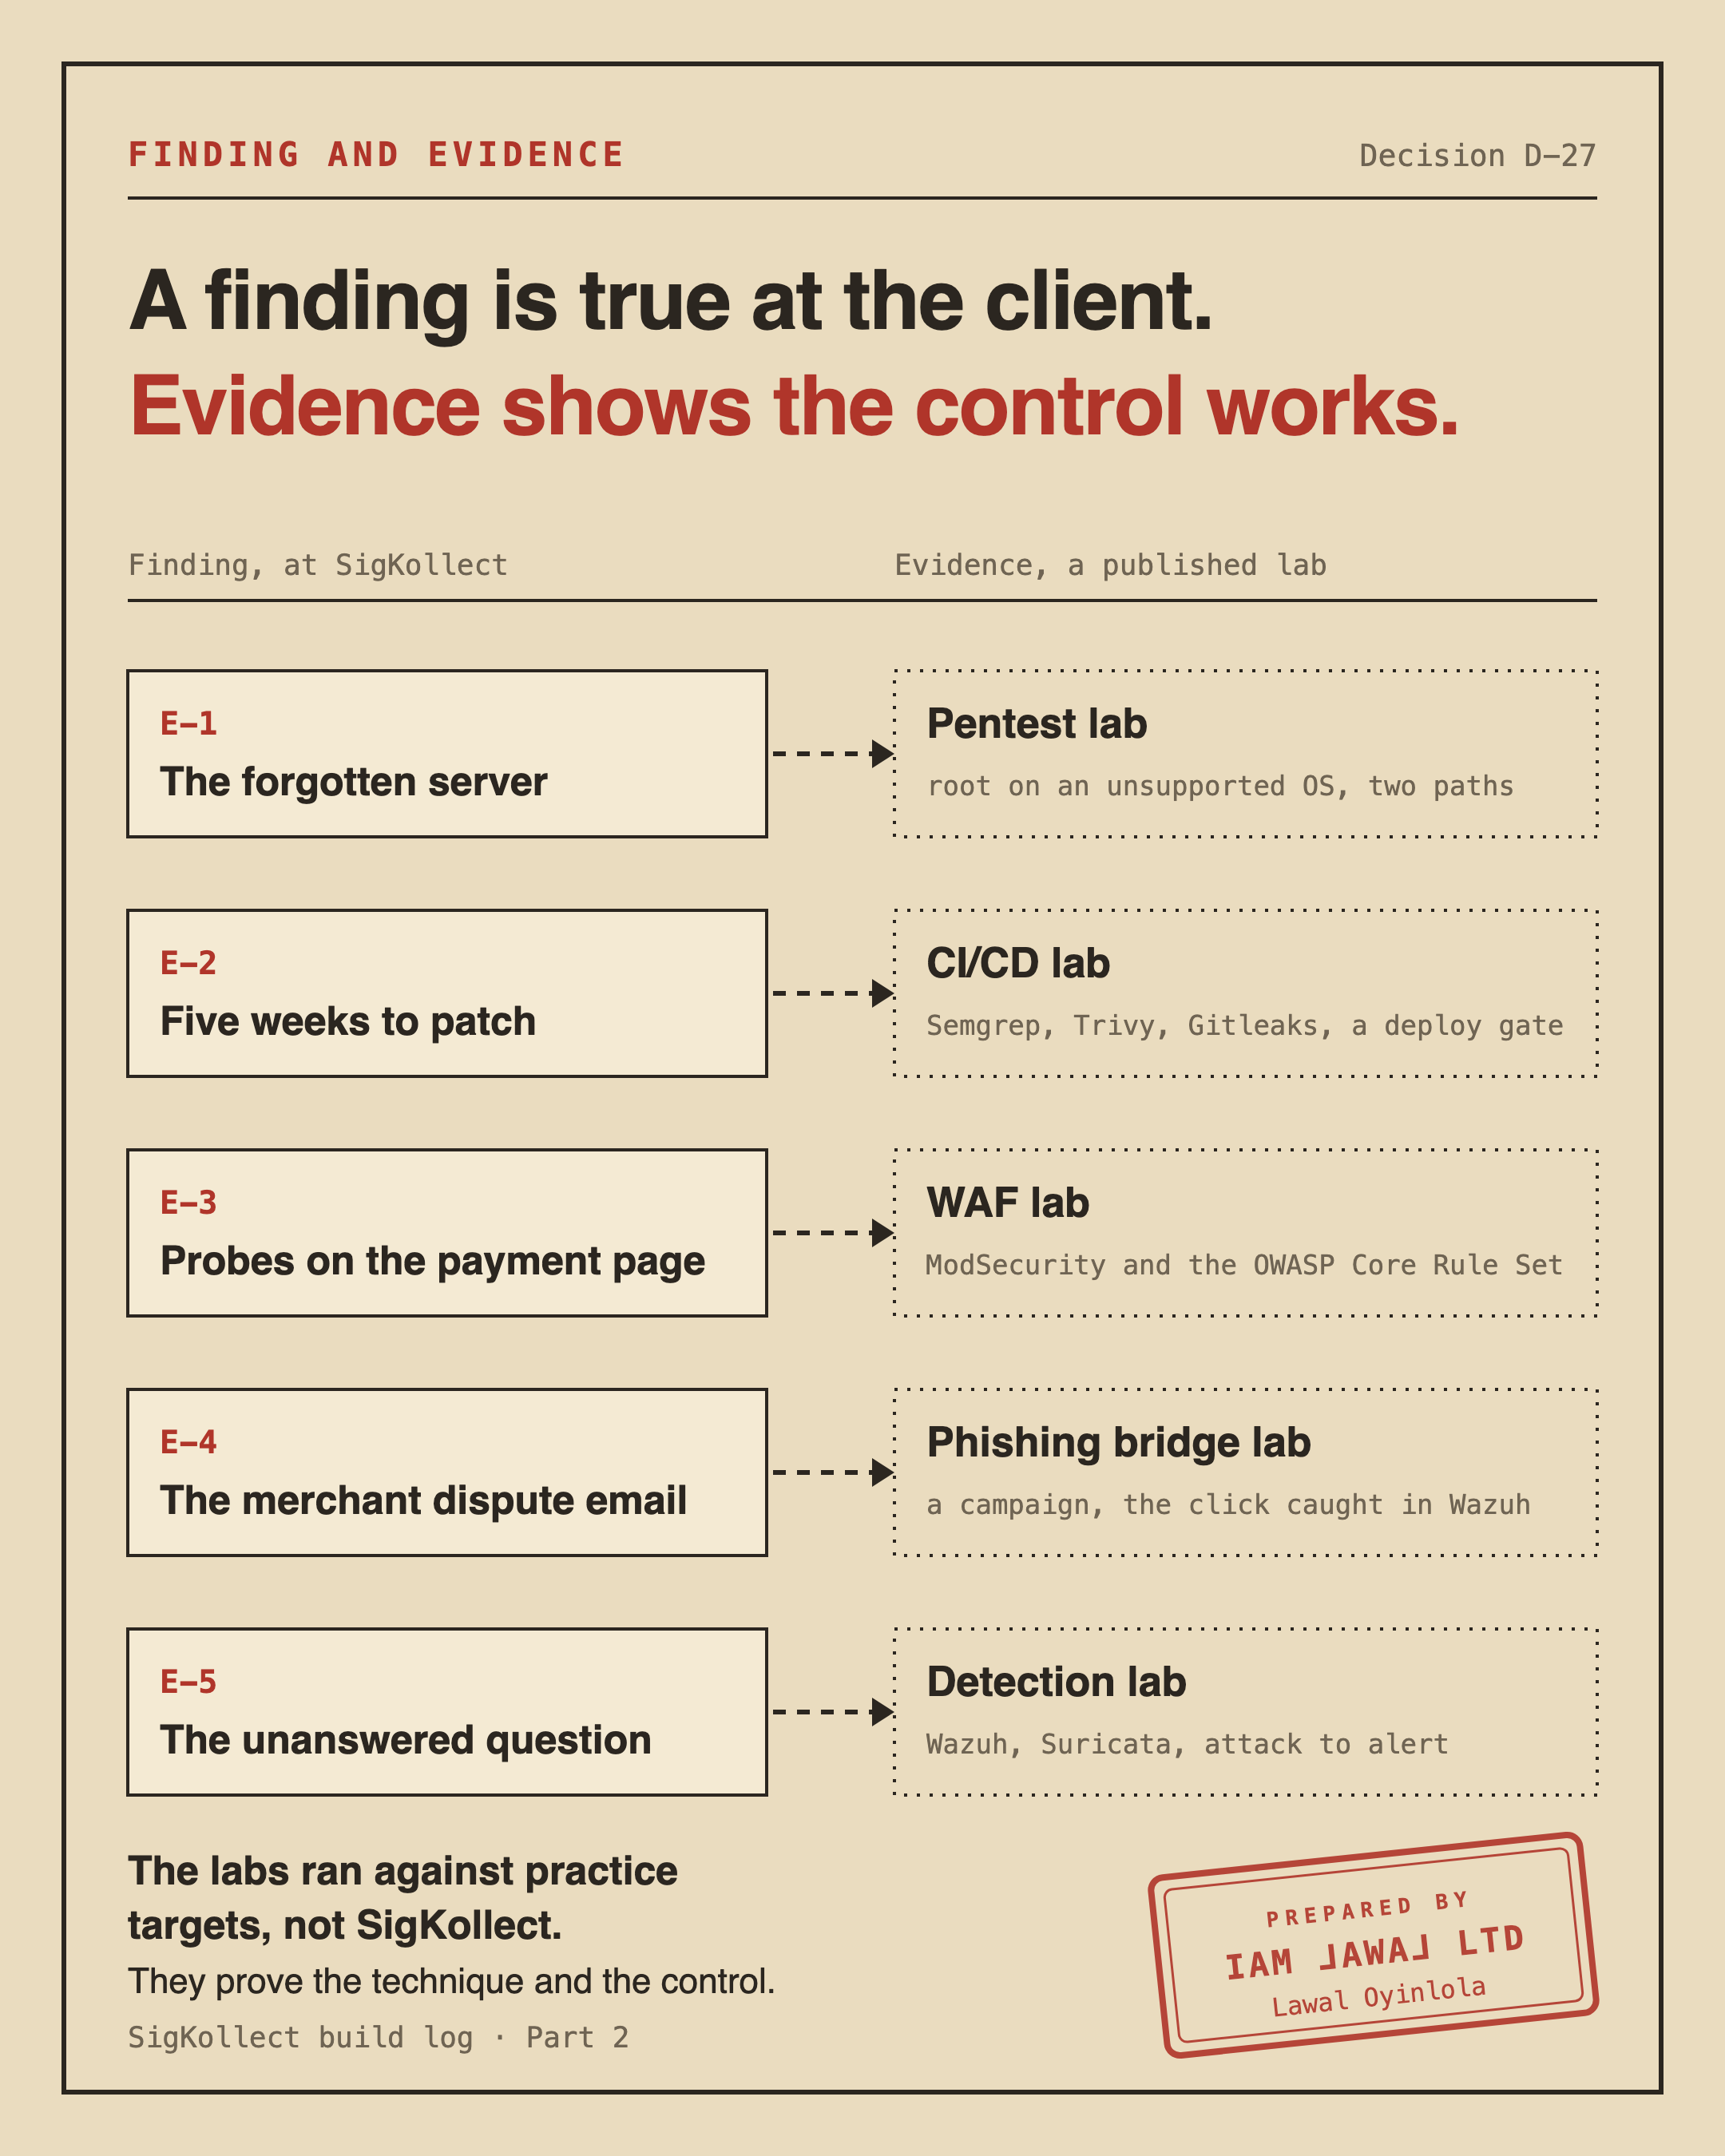 FINDING AND EVIDENCE
Decision D–27
A finding is true at the client.
Evidence shows the control works.
Finding, at SigKollect
Evidence, a published lab
E–1
The forgotten server
Pentest lab
root on an unsupported OS, two paths
E–2
Five weeks to patch
CI/CD lab
Semgrep, Trivy, Gitleaks, a deploy gate
E–3
Probes on the payment page
WAF lab
ModSecurity and the OWASP Core Rule Set
E–4
The merchant dispute email
Phishing bridge lab
a campaign, the click caught in Wazuh
E–5
The unanswered question
Detection lab
Wazuh, Suricata, attack to alert
The labs ran against practice
targets, not SigKollect.
They prove the technique and the control.
SigKollect build log · Part 2
PREPARED BY
IAM ⅃AWA⅃ LTD
Lawal Oyinlola